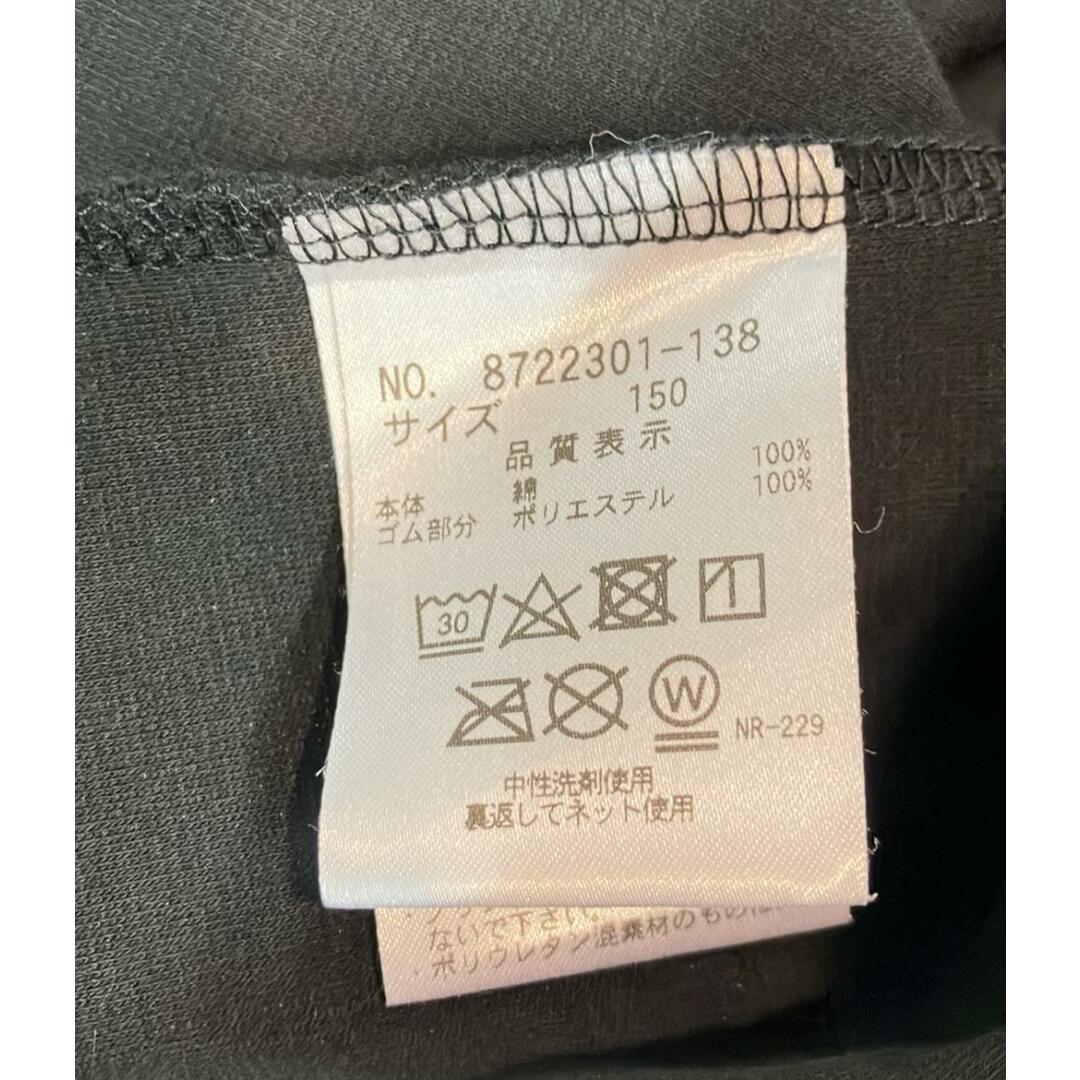 NO. 8722301-138
サイズ 150
品質表示
本体 綿 100%
ゴム部分 ポリエステル 100%
30
W
NR-229
中性洗剤使用
裏返してネット使用
ないで下さい。
・ポリウレタン混素材のものは